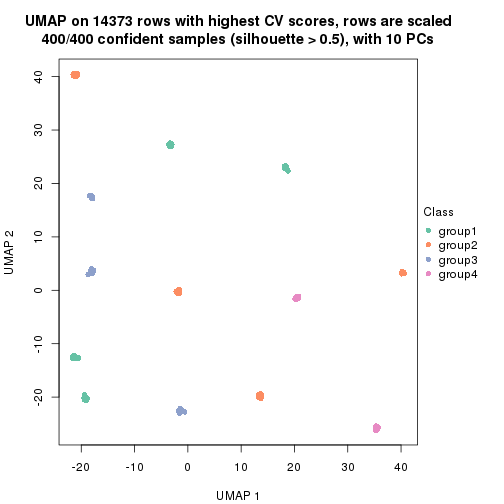 UMAP on 14373 rows with highest CV scores, rows are scaled
400/400 confident samples (silhouette > 0.5), with 10 PCs
40
30
20
10
0
-10
-20
UMAP 2
-20
-10
0
10
20
30
40
UMAP 1
Class
group1
group2
group3
group4